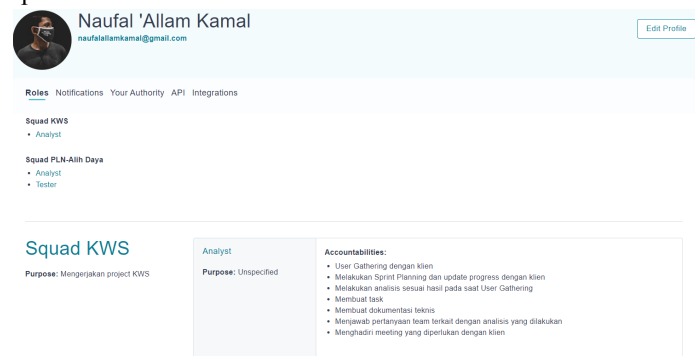 Naufal 'Allam Kamal
naufalallamkamal@gmail.com
Edit Profile
Roles Notifications Your Authority API Integrations
Squad KWS
• Analyst
Squad PLN-Alih Daya
• Analyst
• Tester
Squad KWS
Purpose: Mengerjakan project KWS
Analyst
Purpose: Unspecified
Accountabilities:
• User Gathering dengan klien
• Melakukan Sprint Planning dan update progress dengan klien
• Melakukan analisis sesuai hasil pada saat User Gathering
• Membuat task
• Membuat dokumentasi teknis
• Menjawab pertanyaan team terkait dengan analisis yang dilakukan
• Menghadiri meeting yang diperlukan dengan klien